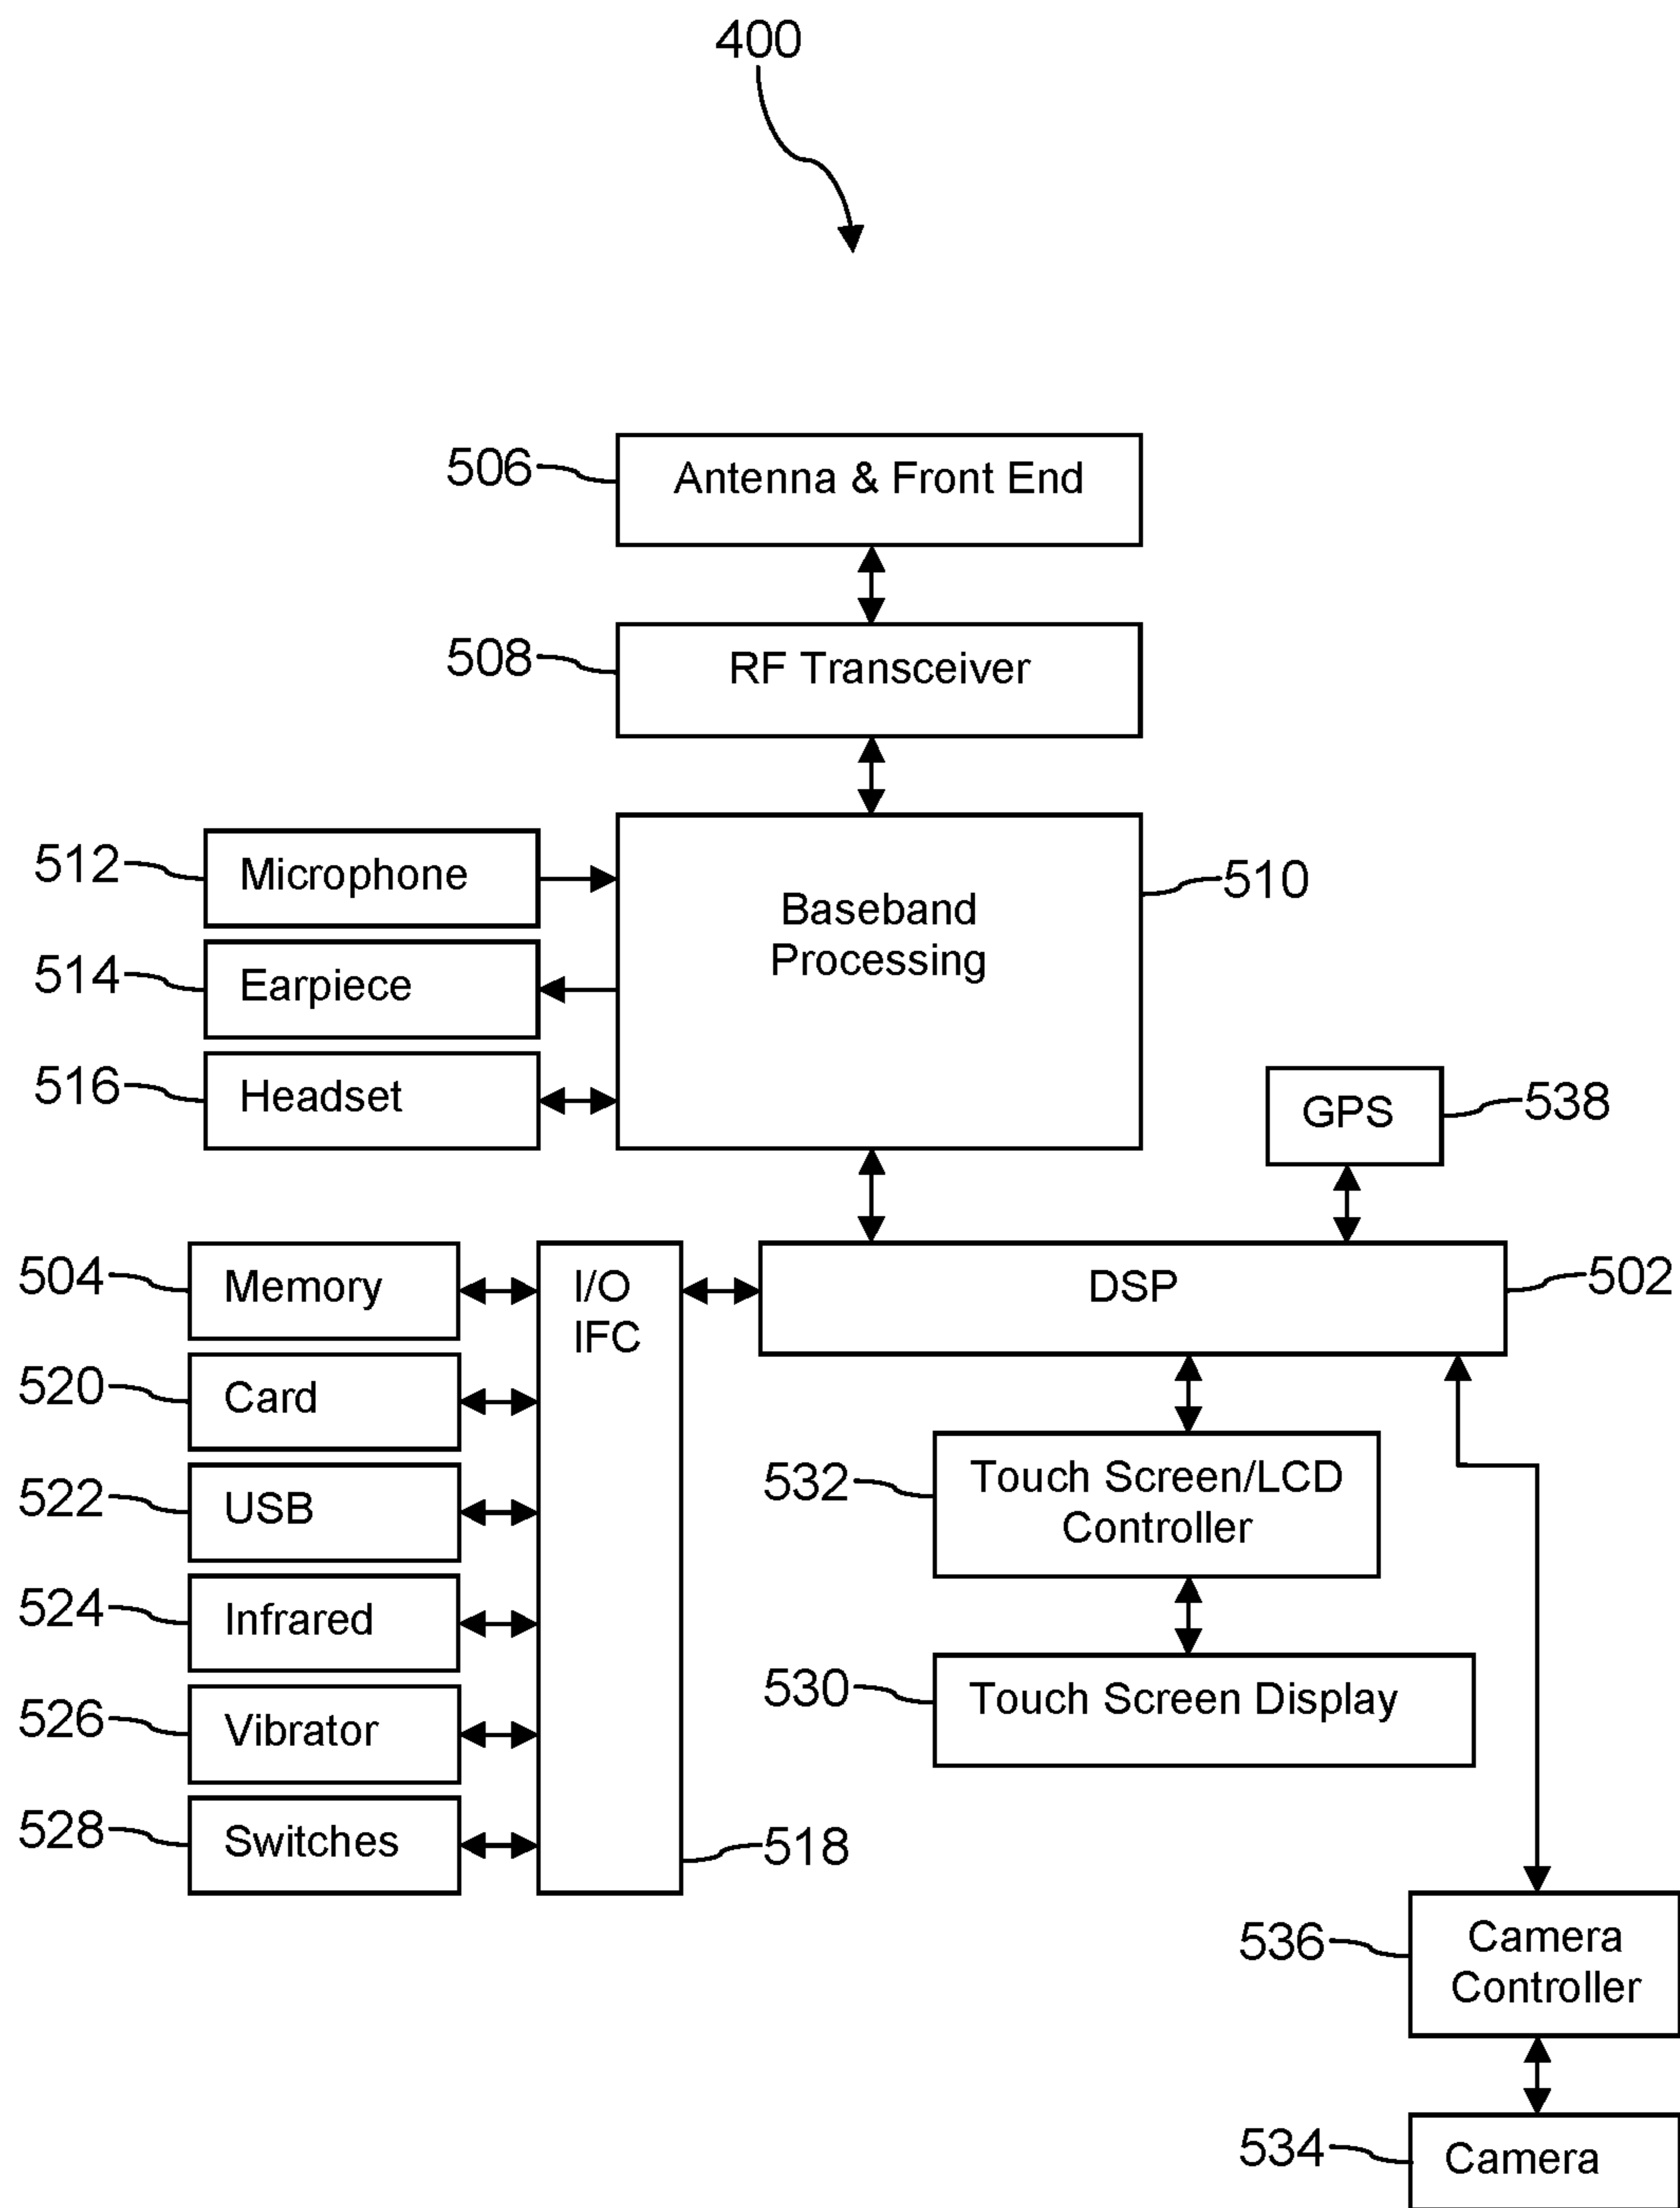 400
506
Antenna & Front End
508
RF Transceiver
512
Microphone
Baseband
Processing
510
514
Earpiece
516
Headset
GPS
538
504
Memory
I/O
IFC
DSP
502
520
Card
532
Touch Screen/LCD
Controller
522
USB
524
Infrared
530
Touch Screen Display
526
Vibrator
528
Switches
518
536
Camera
Controller
534
Camera